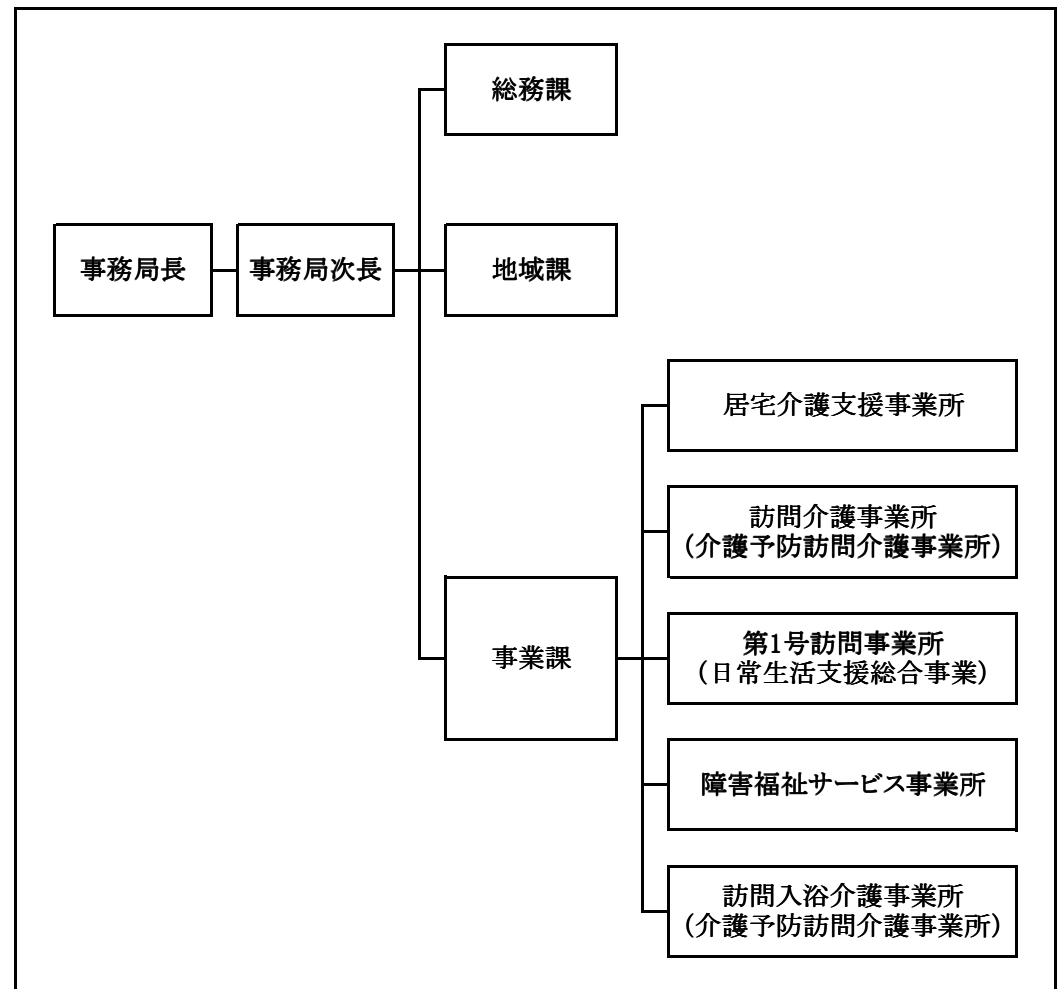 総務課
事務局長
事務局次長
地域課
居宅介護支援事業所
訪問介護事業所
(介護予防訪問介護事業所)
事業課
第1号訪問事業所
(日常生活支援総合事業)
障害福祉サービス事業所
訪問入浴介護事業所
(介護予防訪問介護事業所)